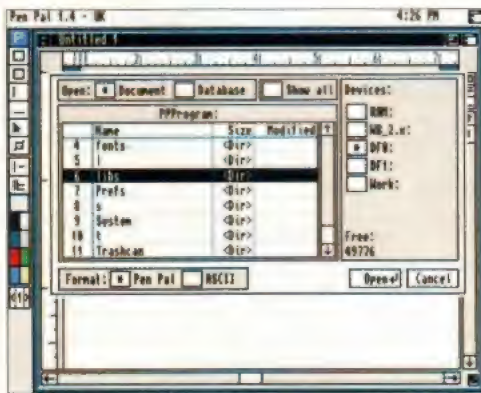 Pen Pal 1.4 - UK 4:26 PM
Untitled 1
Open: Document Database Show all Devices:
PPProgram:
Name Size Modified
4 fonts <Dir>
5 l <Dir>
6 libs <Dir>
7 Prefs <Dir>
8 s <Dir>
9 System <Dir>
10 t <Dir>
11 Trashcan <Dir>
RAM:
WB_2.x:
DF0:
DF1:
Work:
Free:
49776
Format: Pen Pal ASCII Open Cancel